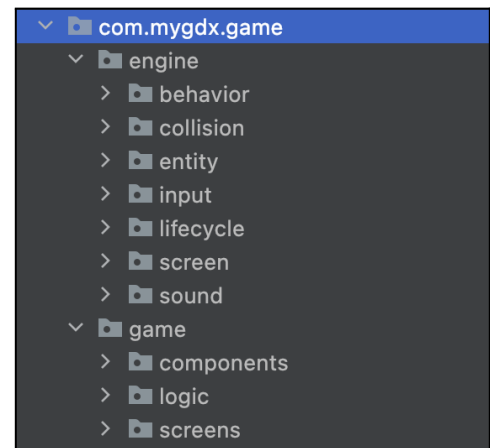 com.mygdx.game
engine
behavior
collision
entity
input
lifecycle
screen
sound
game
components
logic
screens